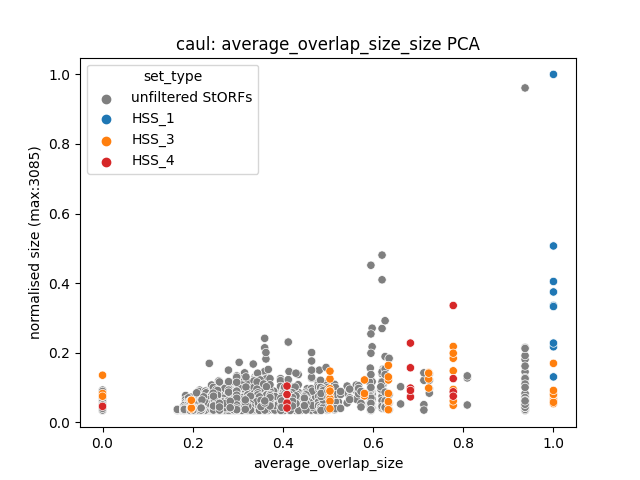 caul: average_overlap_size_size PCA
set_type
unfiltered StORFs
HSS_1
HSS_3
HSS_4
normalised size (max:3085)
1.0
0.8
0.6
0.4
0.2
0.0
0.0 0.2 0.4 0.6 0.8 1.0
average_overlap_size